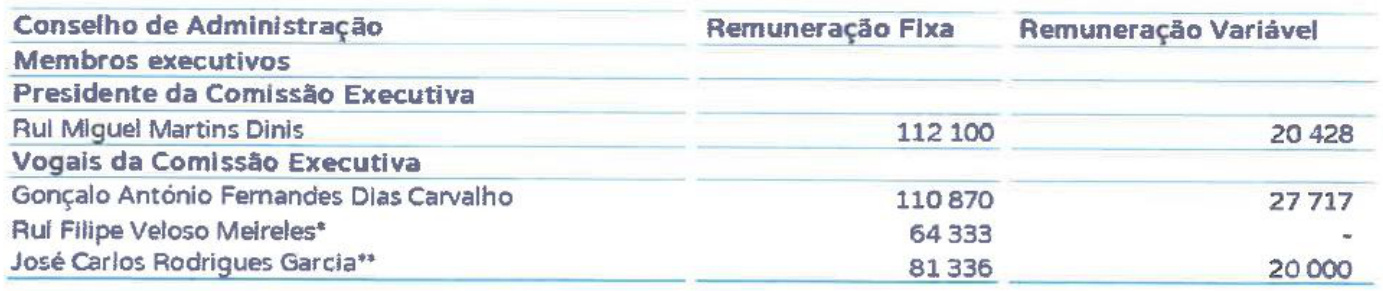 Conselho de Administração Remuneração Fixa Remuneração Variável
Membros executivos
Presidente da Comissão Executiva
Rui Miguel Martins Dinis 112 100 20 428
Vogais da Comissão Executiva
Gonçalo António Fernandes Dias Carvalho 110 870 27 717
Rui Filipe Veloso Meireles* 64 333 -
José Carlos Rodrigues Garcia** 81 336 20 000